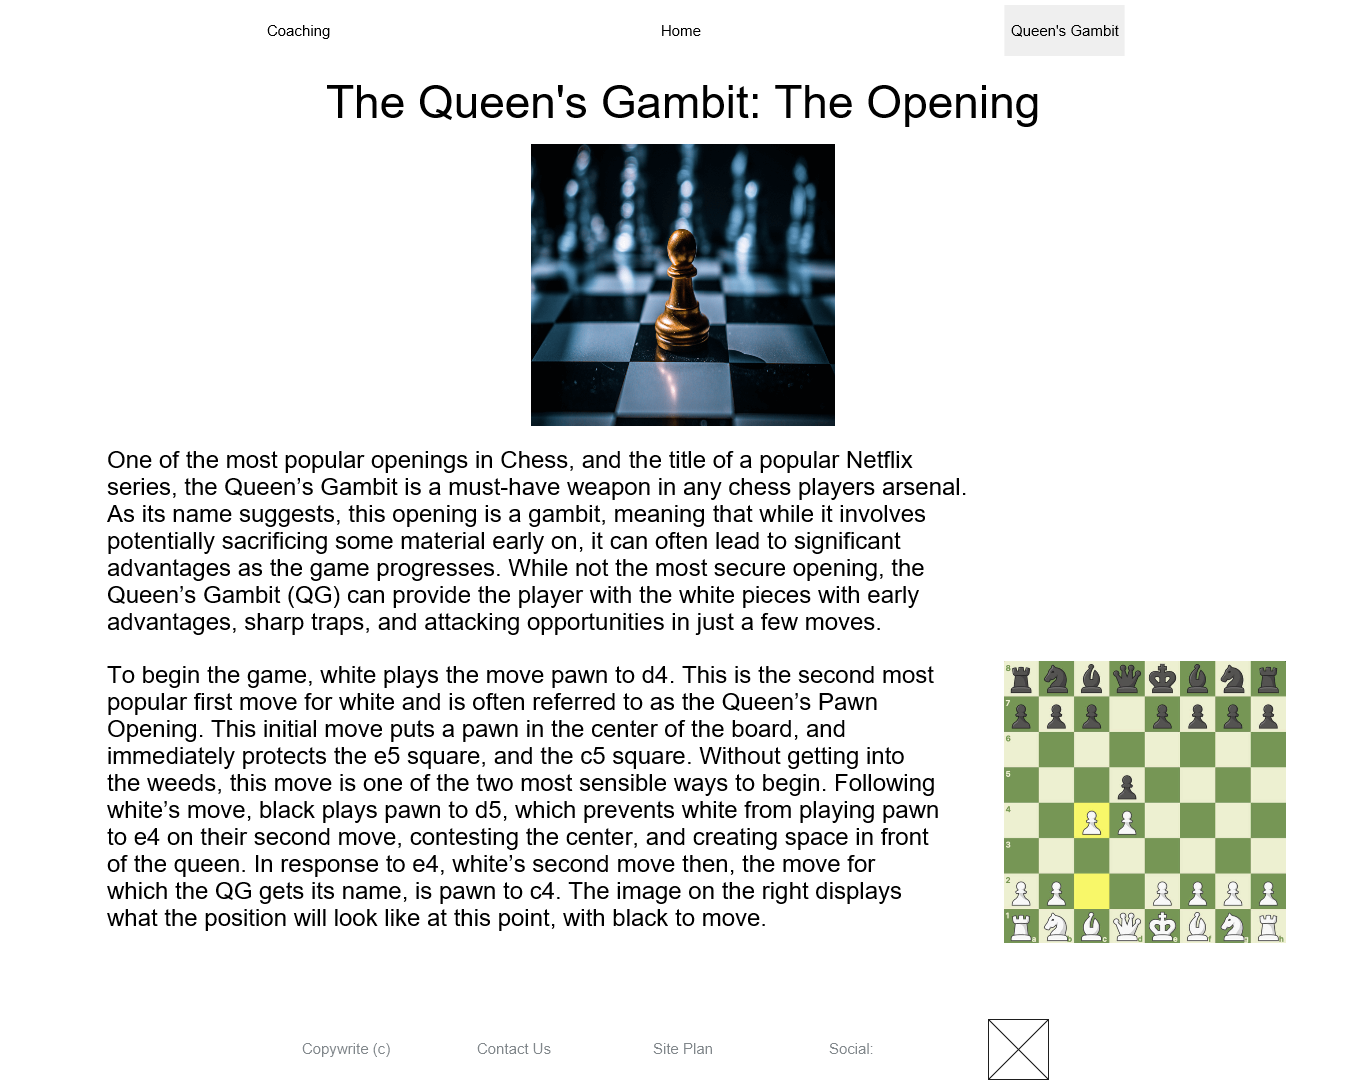 Coaching
Home
Queen's Gambit
The Queen's Gambit: The Opening
One of the most popular openings in Chess, and the title of a popular Netflix
series, the Queen’s Gambit is a must-have weapon in any chess players arsenal.
As its name suggests, this opening is a gambit, meaning that while it involves
potentially sacrificing some material early on, it can often lead to significant
advantages as the game progresses. While not the most secure opening, the
Queen’s Gambit (QG) can provide the player with the white pieces with early
advantages, sharp traps, and attacking opportunities in just a few moves.
To begin the game, white plays the move pawn to d4. This is the second most
popular first move for white and is often referred to as the Queen’s Pawn
Opening. This initial move puts a pawn in the center of the board, and
immediately protects the e5 square, and the c5 square. Without getting into
the weeds, this move is one of the two most sensible ways to begin. Following
white’s move, black plays pawn to d5, which prevents white from playing pawn
to e4 on their second move, contesting the center, and creating space in front
of the queen. In response to e4, white’s second move then, the move for
which the QG gets its name, is pawn to c4. The image on the right displays
what the position will look like at this point, with black to move.
8
7
6
5
4
3
2
1
a b c d e f g h
Copywrite (c)
Contact Us
Site Plan
Social: